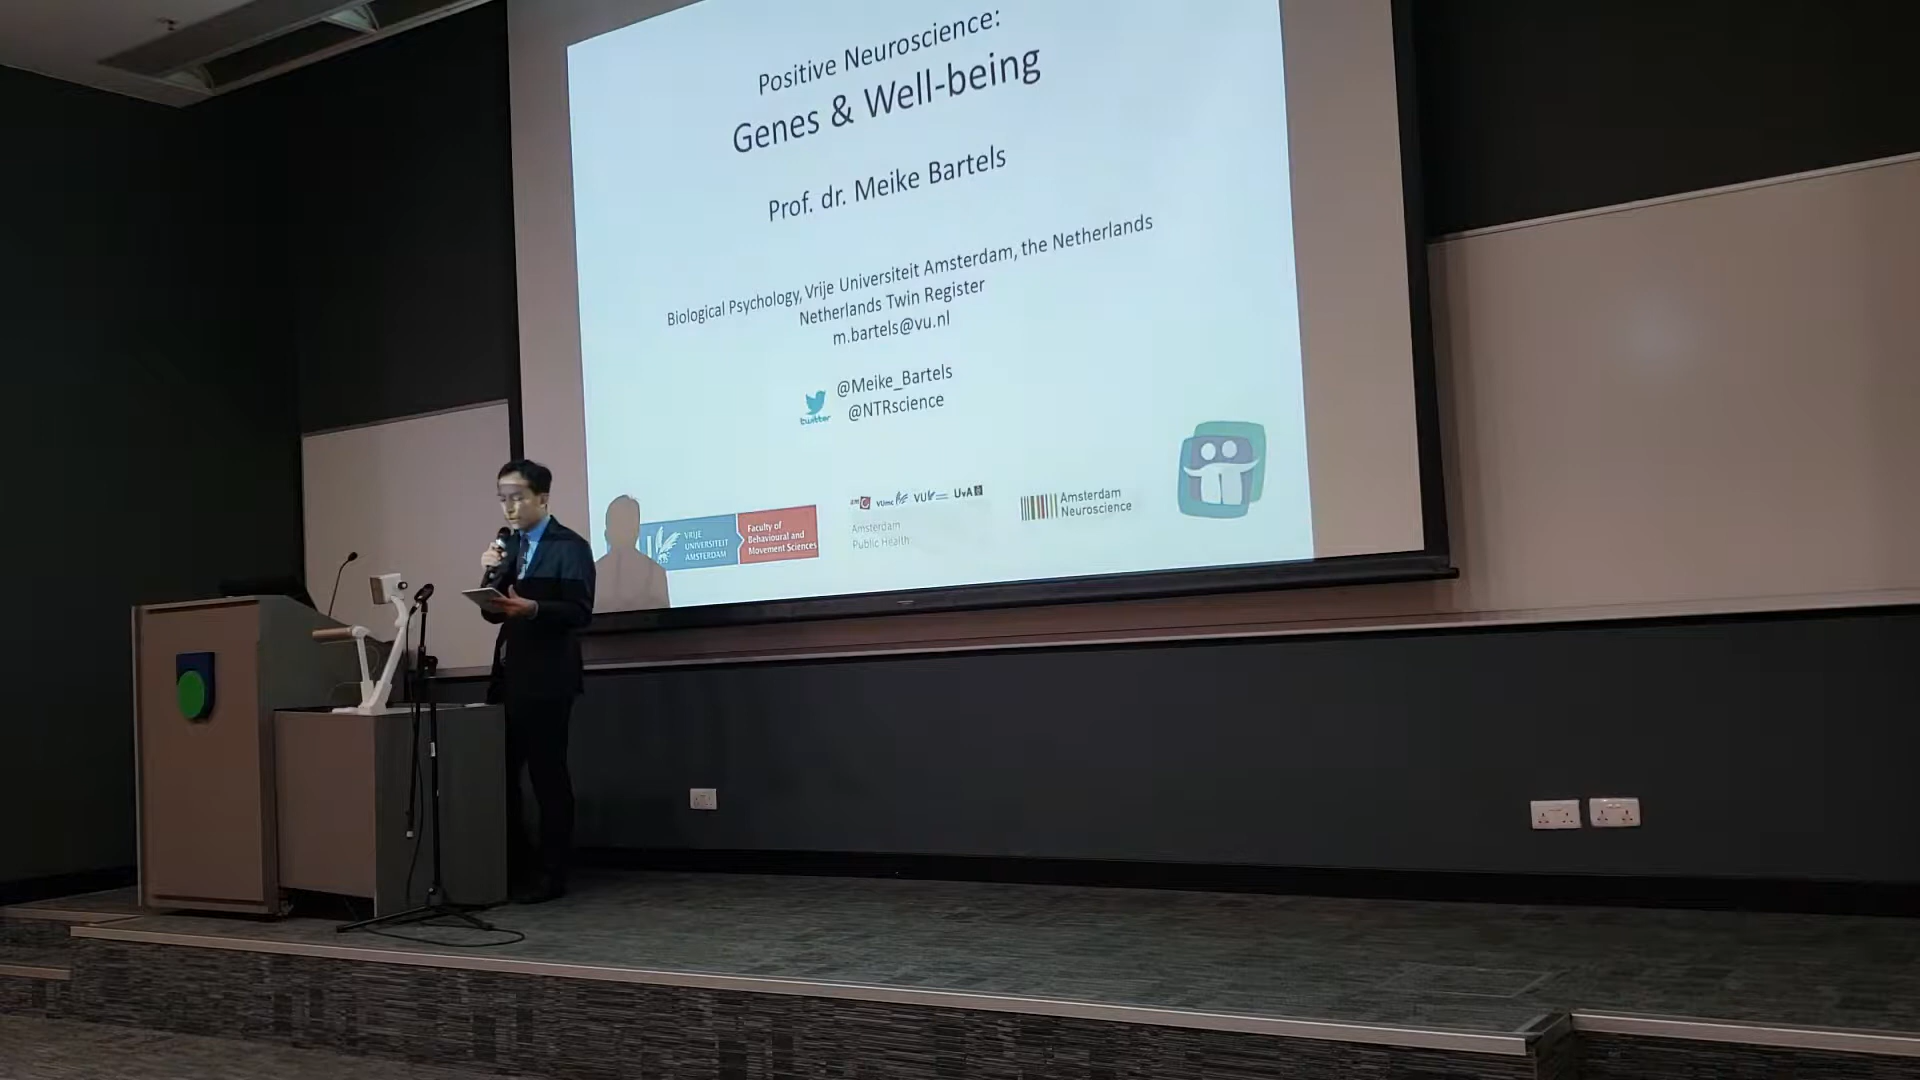 Positive Neuroscience:
Genes & Well-being
Prof. dr. Meike Bartels
Biological Psychology, Vrije Universiteit Amsterdam, the Netherlands
Netherlands Twin Register
m.bartels@vu.nl
@Meike_Bartels
@NTRscience
twitter
VRIJE
UNIVERSITEIT
AMSTERDAM
Faculty of
Behavioural and
Movement Sciences
VUmc
VU
UvA
Amsterdam
Public Health
Amsterdam
Neuroscience